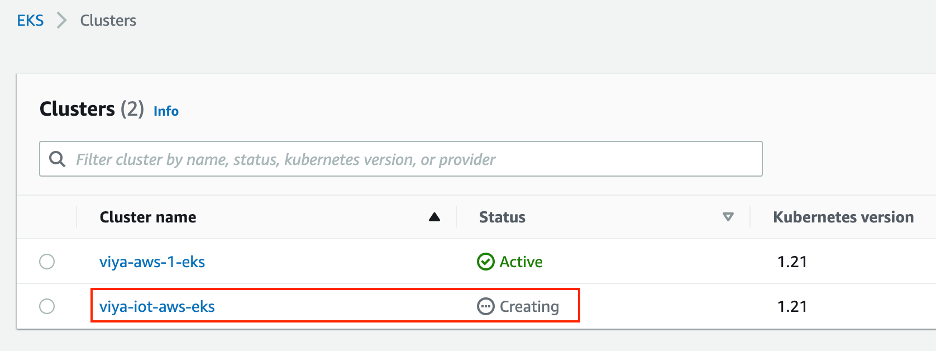 EKS > Clusters
Clusters (2) Info
Filter cluster by name, status, kubernetes version, or provider
Cluster name Status Kubernetes version
viya-aws-1-eks Active 1.21
viya-iot-aws-eks Creating 1.21